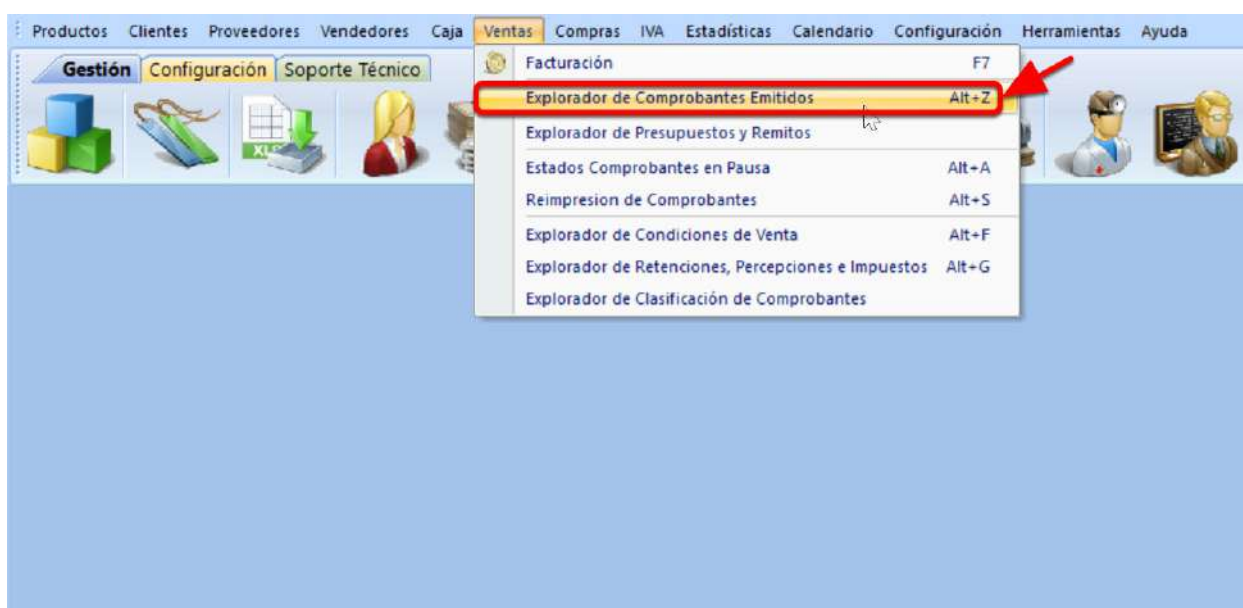 Productos Clientes Proveedores Vendedores Caja Ventas Compras IVA Estadísticas Calendario Configuración Herramientas Ayuda
Gestión Configuración Soporte Técnico
Facturación F7
Explorador de Comprobantes Emitidos Alt+Z
Explorador de Presupuestos y Remitos
Estados Comprobantes en Pausa Alt+A
Reimpresion de Comprobantes Alt+S
Explorador de Condiciones de Venta Alt+F
Explorador de Retenciones, Percepciones e Impuestos Alt+G
Explorador de Clasificación de Comprobantes